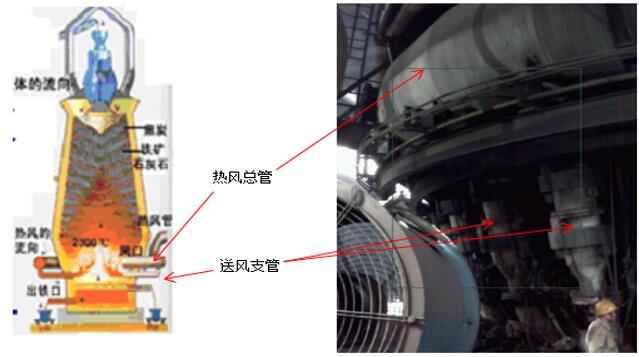 体的流向
焦炭
铁矿
石灰石
热风总管
热风管
热风的
流向
2300℃
风口
送风支管
出铁口